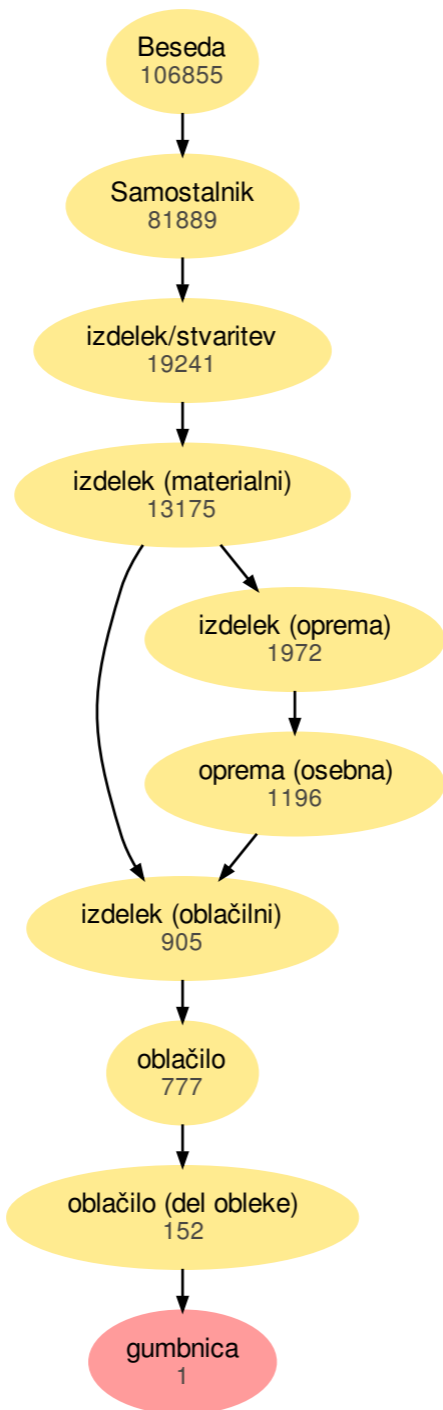 Beseda
106855
Samostalnik
81889
izdelek/stvaritev
19241
izdelek (materialni)
13175
izdelek (oprema)
1972
oprema (osebna)
1196
izdelek (oblačilni)
905
oblačilo
777
oblačilo (del obleke)
152
gumbnica
1